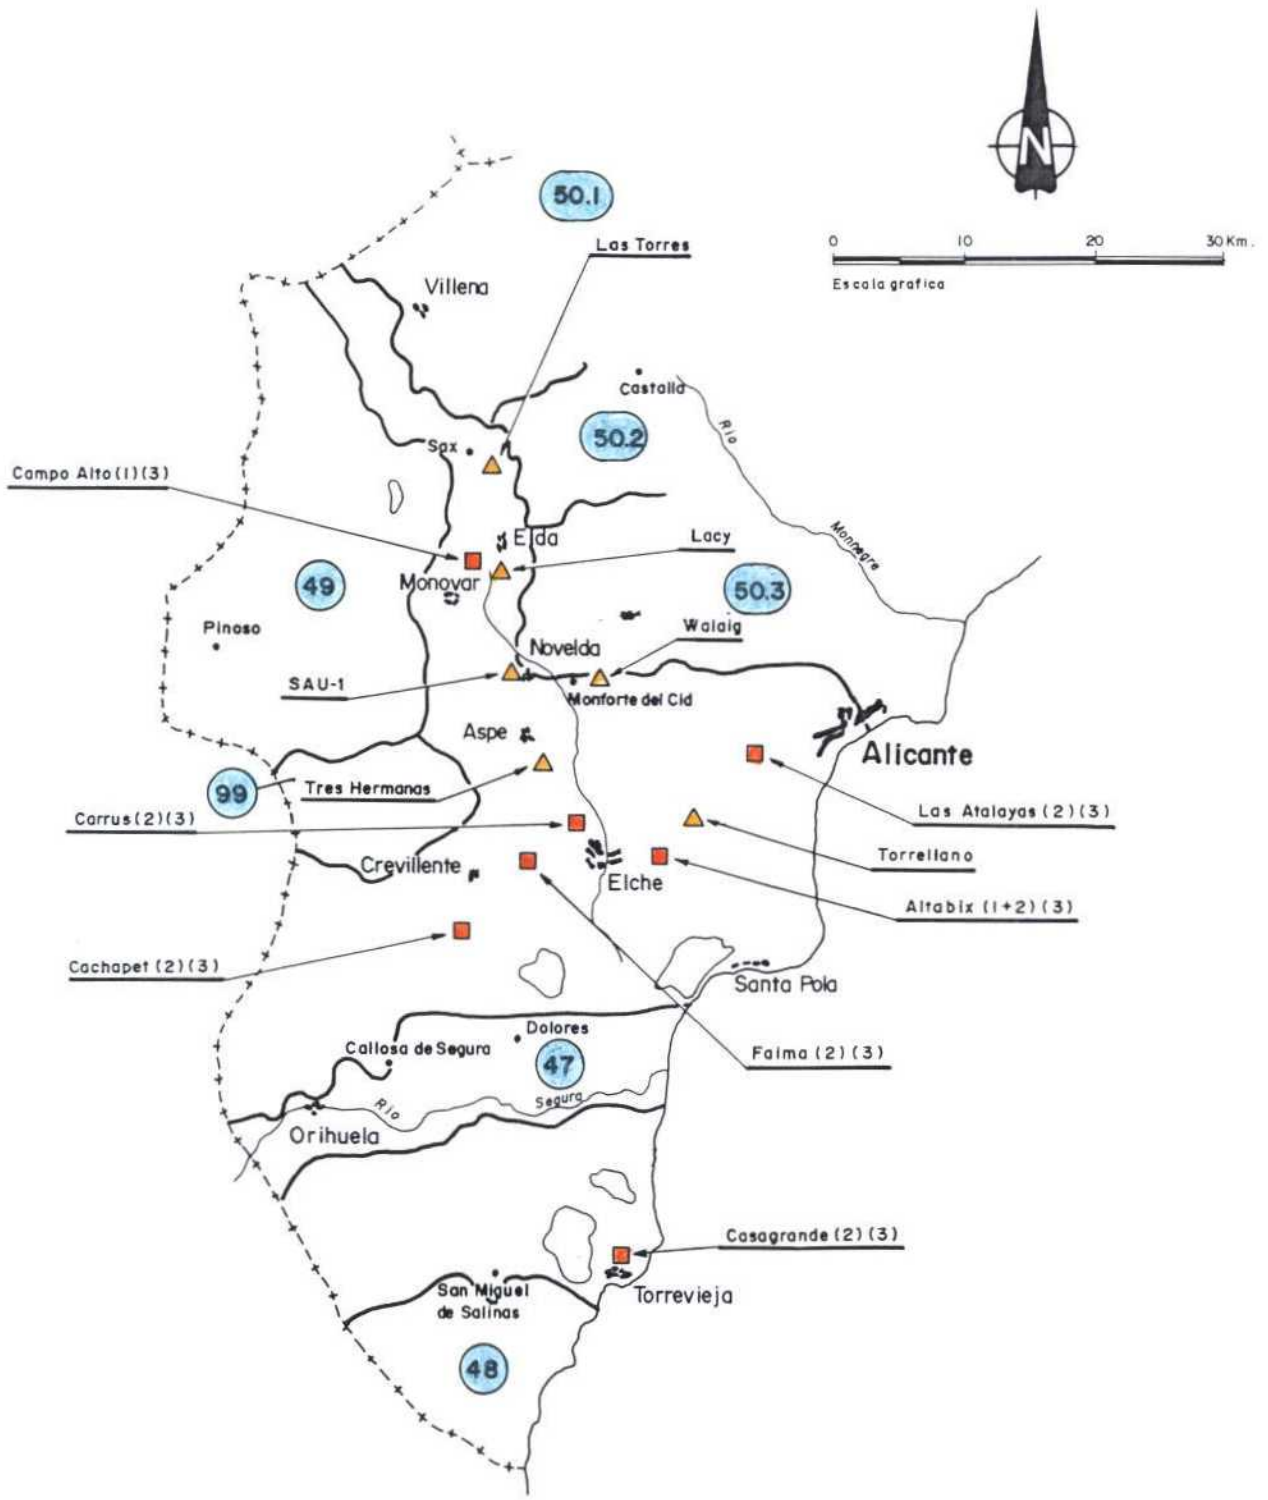 N
50.1
0 10 20 30 Km.
Escala grafica
Las Torres
Villena
Castalla
Rio
50.2
Sax
Campo Alto (1)(3)
Elda
Lacy
Monnegre
49
Monovar
50.3
Pinoso
Walaig
Novelda
SAU-1
Monforte del Cid
Aspe
Alicante
99
Tres Hermanas
Carrus (2)(3)
Las Atalayas (2)(3)
Crevillente
Elche
Torrellano
Altabix (1+2)(3)
Cachapet (2)(3)
Santa Pola
Dolores
Callosa de Segura
47
Faima (2)(3)
Segura
Rio
Orihuela
Casagrande (2)(3)
San Miguel
de Salinas
Torrevieja
48